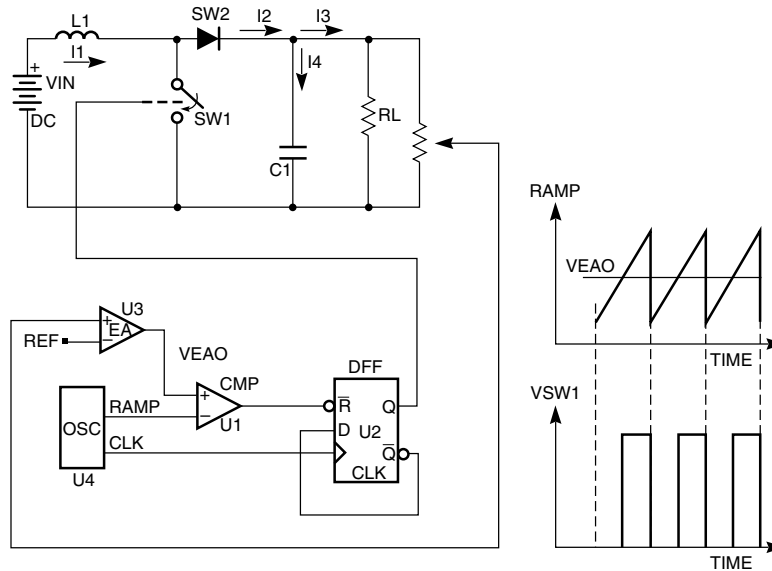 L1
SW2
I2
I3
I1
I4
+
VIN
DC
SW1
RL
C1
RAMP
VEAO
TIME
VSW1
TIME
U3
+
EA
−
REF
VEAO
CMP
+
−
U1
DFF
R
Q
D
U2
Q
CLK
OSC
RAMP
CLK
U4